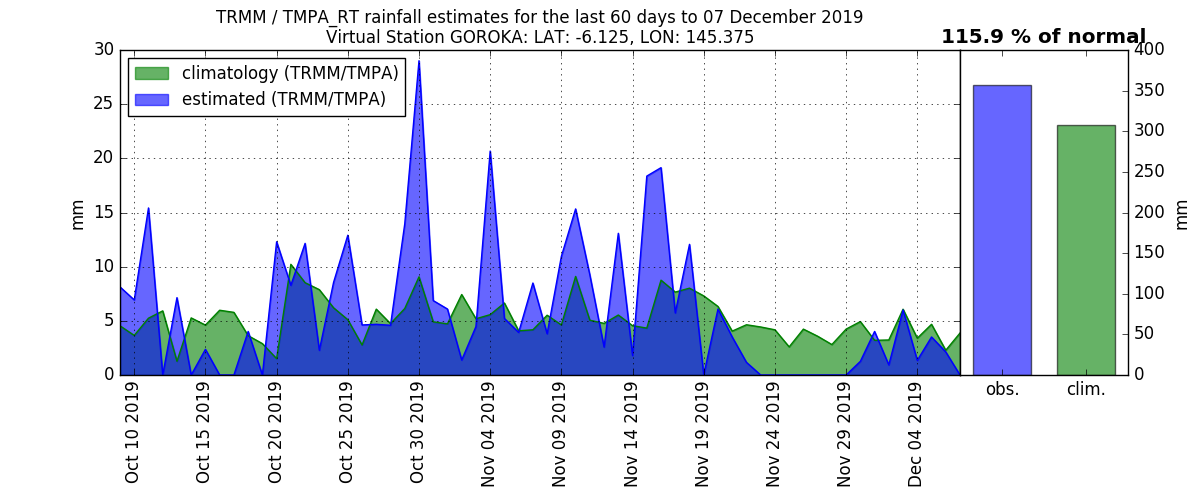 TRMM / TMPA_RT rainfall estimates for the last 60 days to 07 December 2019
Virtual Station GOROKA: LAT: -6.125, LON: 145.375
115.9 % of normal
climatology (TRMM/TMPA)
estimated (TRMM/TMPA)
30
25
20
15
10
5
0
mm
Oct 10 2019
Oct 15 2019
Oct 20 2019
Oct 25 2019
Oct 30 2019
Nov 04 2019
Nov 09 2019
Nov 14 2019
Nov 19 2019
Nov 24 2019
Nov 29 2019
Dec 04 2019
400
350
300
250
200
150
100
50
0
mm
obs.
clim.